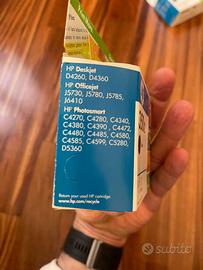 HP Deskjet
D4260, D4360
HP Officejet
J5730, J5780, J5785,
J6410
HP Photosmart
C4270, C4280, C4340,
C4380, C4390, C4472,
C4480, C4485, C4580,
C4585, C4599, C5280,
D5360
Return your used HP cartridge.
www.hp.com/recycle
subito